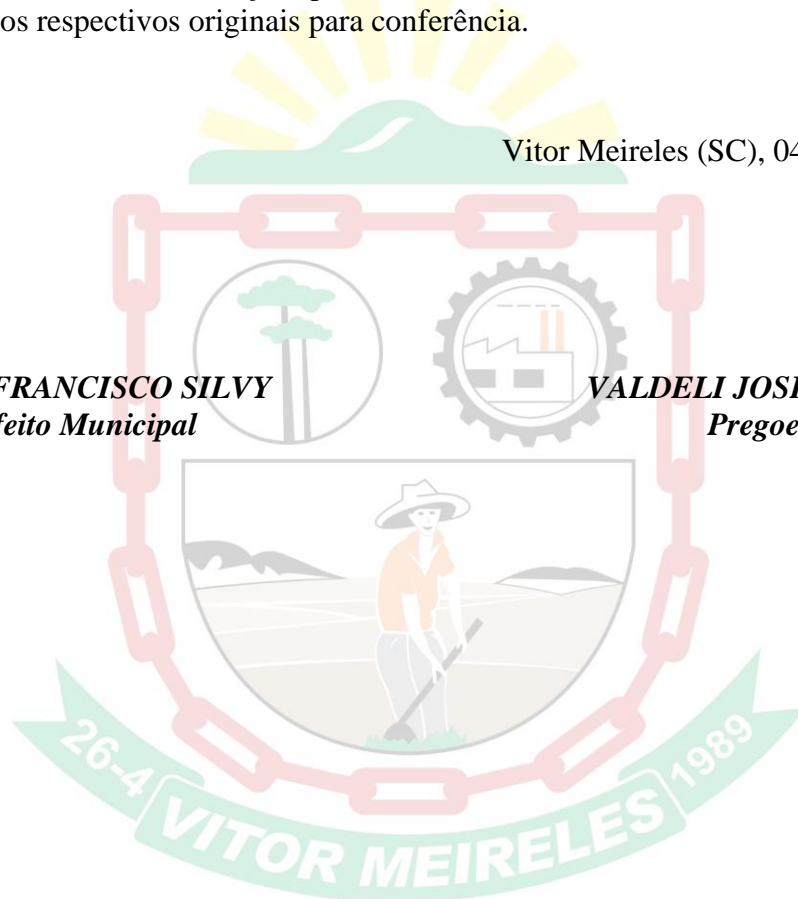 os respectivos originais para conferência.
Vitor Meireles (SC), 04
FRANCISCO SILVY
VALDELI JOS
feito Municipal
Pregoe
26-4
VITOR MEIRELES
1989